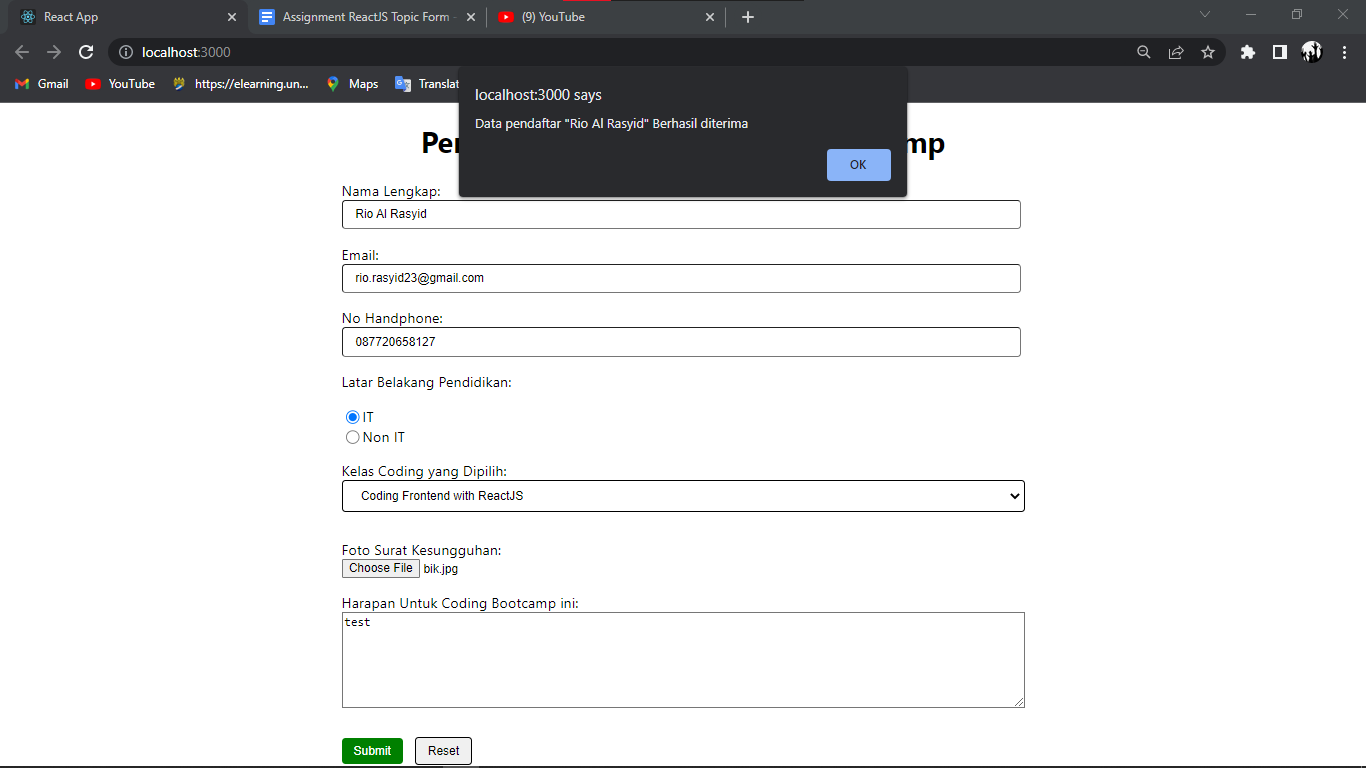 React App
Assignment ReactJS Topic Form
(9) YouTube
localhost:3000
Gmail
YouTube
https://elearning.un...
Maps
Translat
localhost:3000 says
Data pendaftar "Rio Al Rasyid" Berhasil diterima
OK
Per
mp
Nama Lengkap:
Rio Al Rasyid
Email:
rio.rasyid23@gmail.com
No Handphone:
087720658127
Latar Belakang Pendidikan:
IT
Non IT
Kelas Coding yang Dipilih:
Coding Frontend with ReactJS
Foto Surat Kesungguhan:
Choose File bik.jpg
Harapan Untuk Coding Bootcamp ini:
test
Submit
Reset